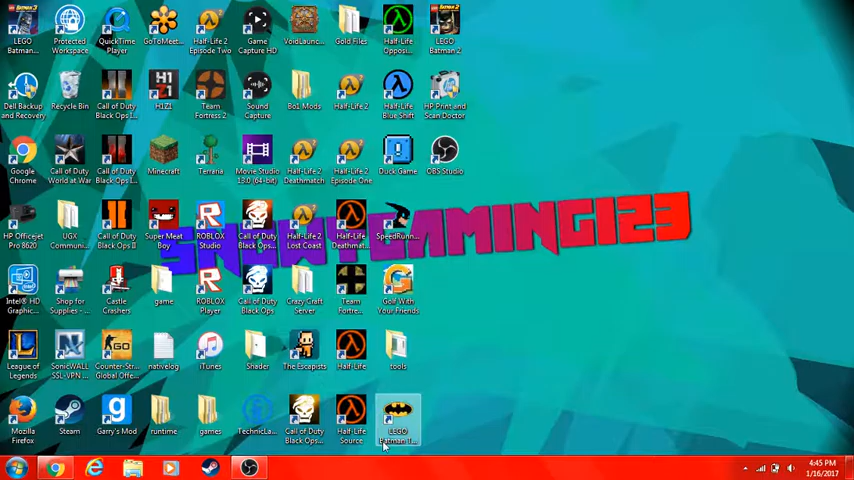 LEGO
Batman...
Protected
Workspace
QuickTime
Player
GoToMeet...
Half-Life 2
Episode Two
Game
Capture HD
VoidLaunc...
Gold Files
Half-Life
Opposi...
LEGO
Batman 2
Dell Backup
and Recovery
Recycle Bin
Call of Duty
Black Ops I...
H1Z1
H1Z1
Team
Fortress 2
Sound
Capture
Bo1 Mods
Half-Life 2
Half-Life
Blue Shift
HP Print and
Scan Doctor
Google
Chrome
Call of Duty
World at War
Call of Duty
Black Ops I...
Minecraft
Terraria
Movie Studio
13.0 (64-bit)
Half-Life 2
Deathmatch
Half-Life 2
Episode One
Duck Game
OBS Studio
HP Officejet
Pro 8620
UGX
Communi...
Call of Duty
Black Ops II
Super Meat
Boy
ROBLOX
Studio
Call of Duty
Black Ops...
Half-Life 2
Lost Coast
Half-Life
Deathmat...
SpeedRunn...
SNOWYGAMING123
Intel® HD
Graphic...
Shop for
Supplies - ...
Castle
Crashers
game
ROBLOX
Player
Call of Duty
Black Ops
Crazy Craft
Server
Team
Fortre...
Golf With
Your Friends
League of
Legends
SonicWALL
SSL-VPN ...
GO
Counter-Str...
Global Offe...
nativelog
iTunes
Shader
The Escapists
Half-Life
tools
Mozilla
Firefox
Steam
g
Garry's Mod
runtime
games
TechnicLa...
Call of Duty
Black Ops...
Half-Life
Source
LEGO
Batman T...
4:45 PM
1/16/2017